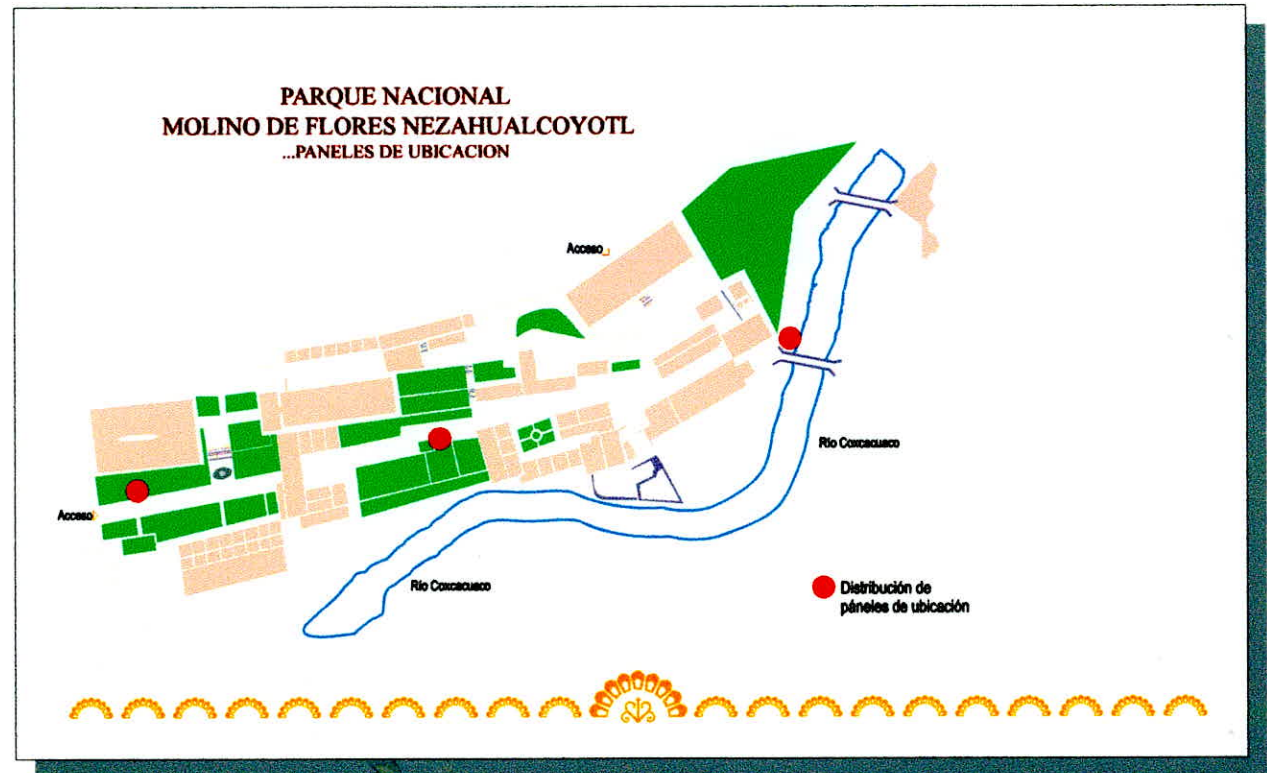 PARQUE NACIONAL
MOLINO DE FLORES NEZAHUALCOYOTL
...PANELES DE UBICACION
Acceso
Río Coxcacuaco
Acceso
Río Coxcacuaco
Distribución de
páneles de ubicación